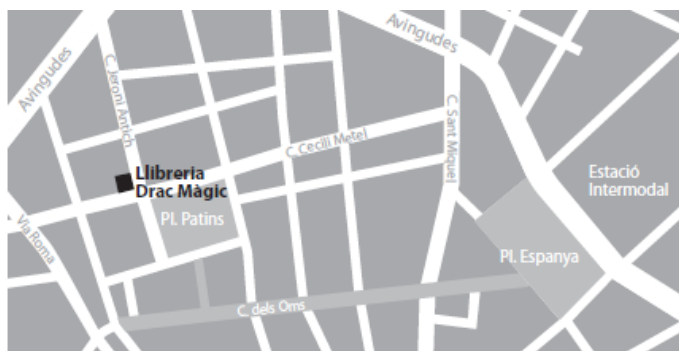 Avingudes
Avingudes
C. Jeroni Antich
C. Sant Miquel
C. Cecili Metel
Llibreria
Drac Màgic
Estació
Intermodal
Pl. Patins
Via Roma
Pl. Espanya
C. dels Oms